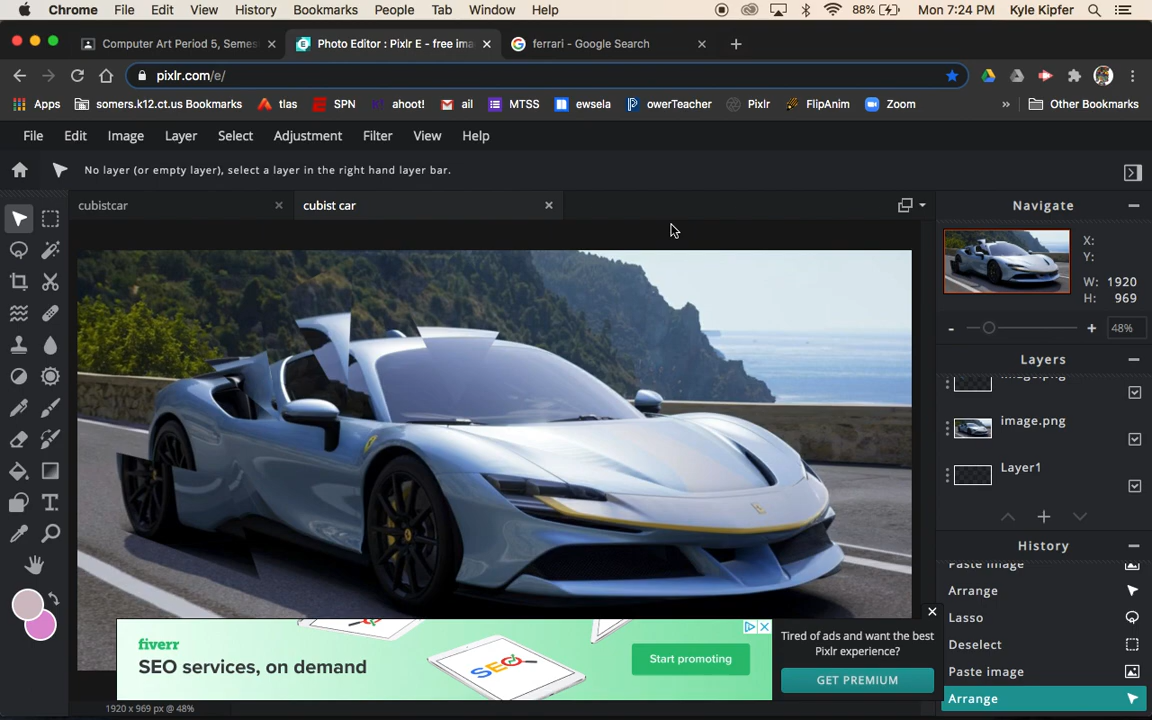 Chrome File Edit View History Bookmarks People Tab Window Help 88% Mon 7:24 PM Kyle Kipfer
Computer Art Period 5, Semes Photo Editor : Pixlr E - free ima ferrari - Google Search
pixlr.com/e/
Apps somers.k12.ct.us Bookmarks tlas SPN ahoot! ail MTSS ewsela owerTeacher Pixlr FlipAnim Zoom » Other Bookmarks
File Edit Image Layer Select Adjustment Filter View Help
No layer (or empty layer), select a layer in the right hand layer bar.
cubistcar cubist car
Navigate
X:
Y:
W: 1920
H: 969
48%
Layers
image.png
image.png
Layer1
History
Paste image
Arrange
Lasso
Deselect
Paste image
Arrange
fiverr
SEO services, on demand
SEO
Start promoting
Tired of ads and want the best
Pixlr experience?
GET PREMIUM
1920 x 969 px @ 48%